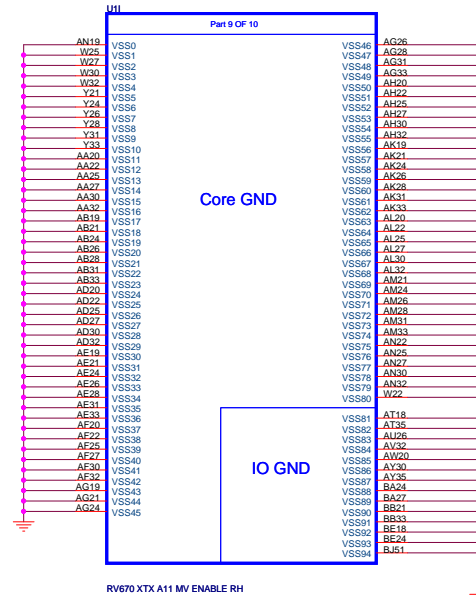 U1I
Part 9 OF 10
AN19 VSS0 VSS46 AG26
W25 VSS1 VSS47 AG28
W27 VSS2 VSS48 AG31
W30 VSS3 VSS49 AG33
W32 VSS4 VSS50 AH20
Y21 VSS5 VSS51 AH22
Y24 VSS6 VSS52 AH25
Y26 VSS7 VSS53 AH27
Y28 VSS8 VSS54 AH30
Y31 VSS9 VSS55 AH32
Y33 VSS10 VSS56 AK19
AA20 VSS11 VSS57 AK21
AA22 VSS12 VSS58 AK24
AA25 VSS13 VSS59 AK26
AA27 VSS14 VSS60 AK28
AA30 VSS15 VSS61 AK31
Core GND
AA32 VSS16 VSS62 AK33
AB19 VSS17 VSS63 AL20
AB21 VSS18 VSS64 AL22
AB24 VSS19 VSS65 AL25
AB26 VSS20 VSS66 AL27
AB28 VSS21 VSS67 AL30
AB31 VSS22 VSS68 AL32
AB33 VSS23 VSS69 AM21
AD20 VSS24 VSS70 AM24
AD22 VSS25 VSS71 AM26
AD25 VSS26 VSS72 AM28
AD27 VSS27 VSS73 AM31
AD30 VSS28 VSS74 AM33
AD32 VSS29 VSS75 AN22
AE19 VSS30 VSS76 AN25
AE21 VSS31 VSS77 AN27
AE24 VSS32 VSS78 AN30
AE26 VSS33 VSS79 AN32
AE28 VSS34 VSS80 W22
AE31 VSS35
AE33 VSS36 VSS81 AT18
AF20 VSS37 VSS82 AT35
AF22 VSS38 VSS83 AU26
AF25 VSS39 VSS84 AV32
AF27 VSS40 VSS85 AW20
IO GND
AF30 VSS41 VSS86 AY30
AF32 VSS42 VSS87 AY35
AG19 VSS43 VSS88 BA24
AG21 VSS44 VSS89 BA27
AG24 VSS45 VSS90 BB21
VSS91 BB33
VSS92 BE18
VSS93 BE24
VSS94 BJ51
RV670 XTX A11 MV ENABLE RH